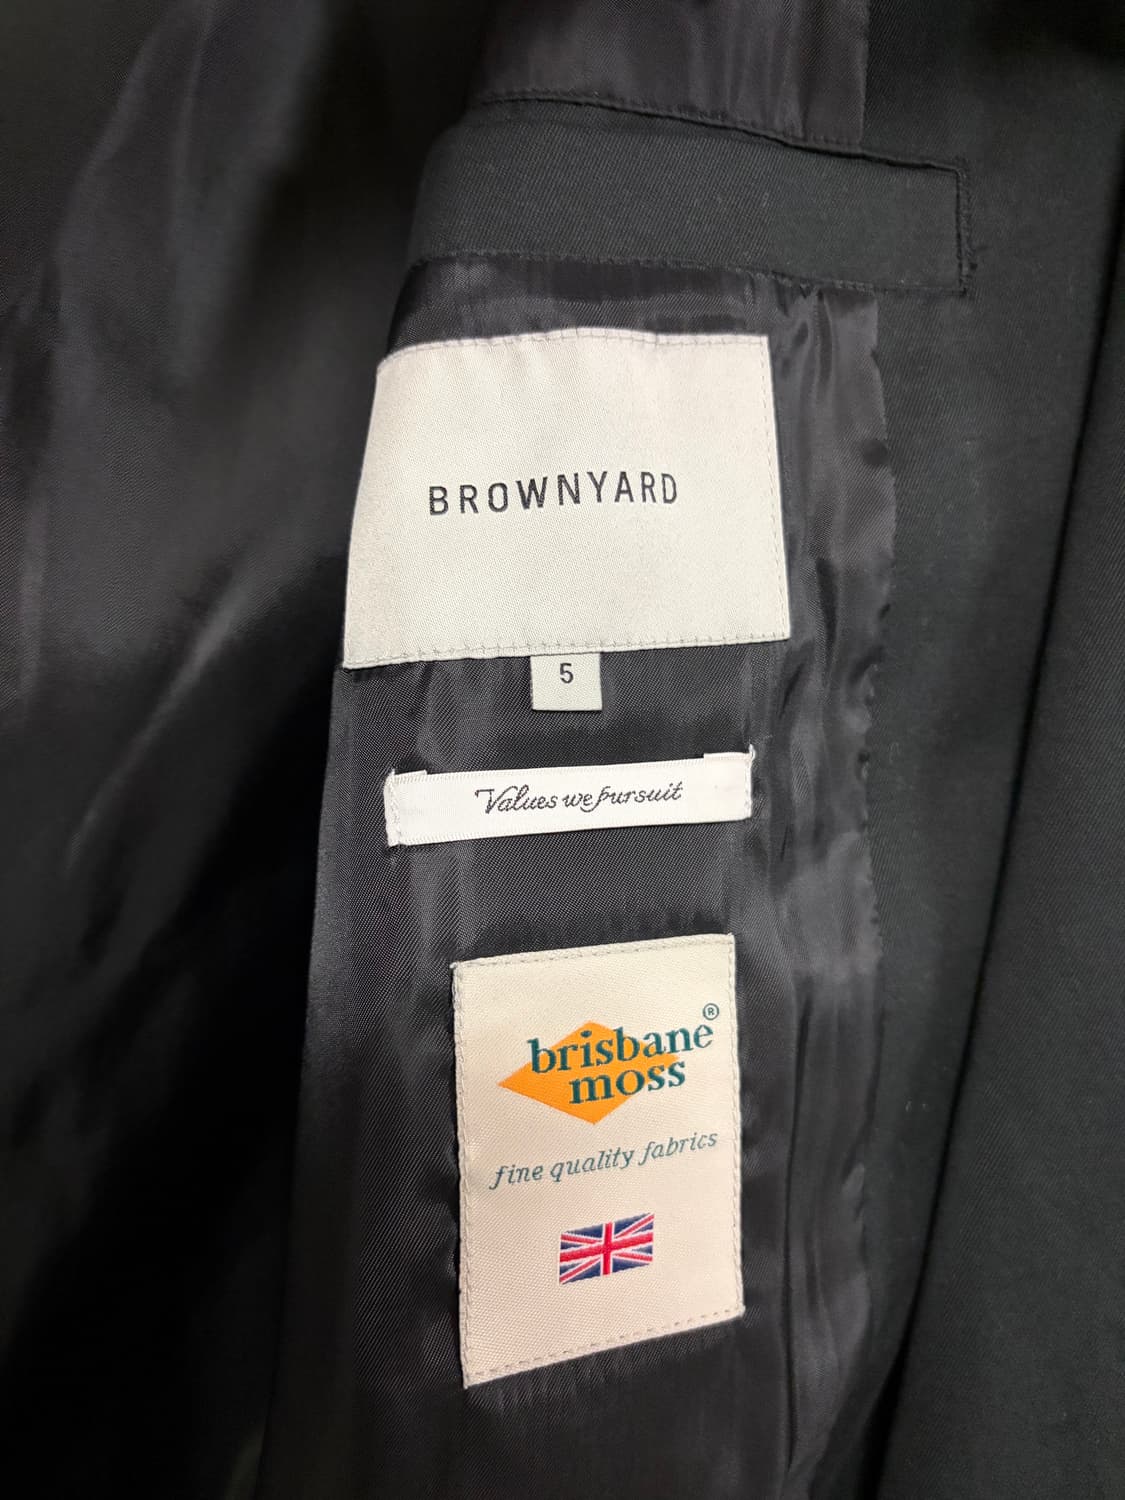 BROWNYARD
5
Values we pursuit
brisbane®
moss
fine quality fabrics